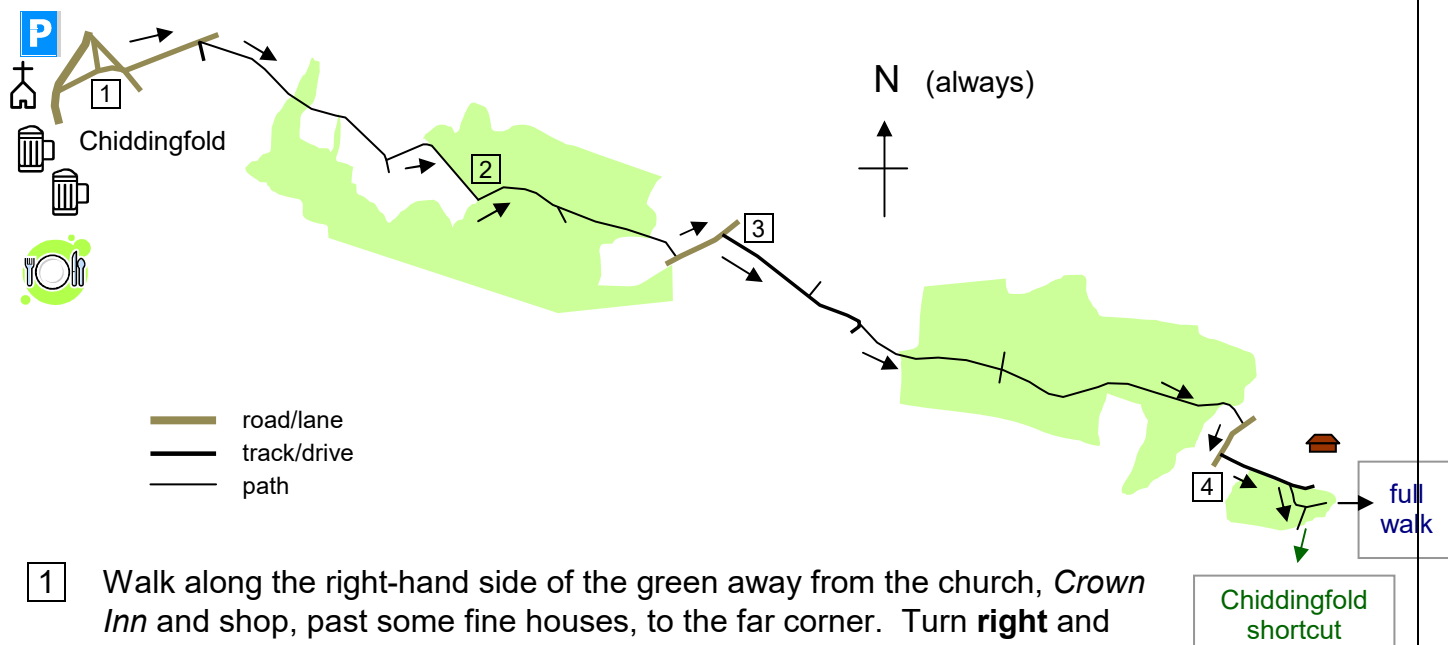 P
N (always)
1
Chiddingfold
2
3
road/lane
track/drive
path
4
full
walk
1 Walk along the right-hand side of the green away from the church, Crown
Inn and shop, past some fine houses, to the far corner. Turn right and
Chiddingfold
shortcut